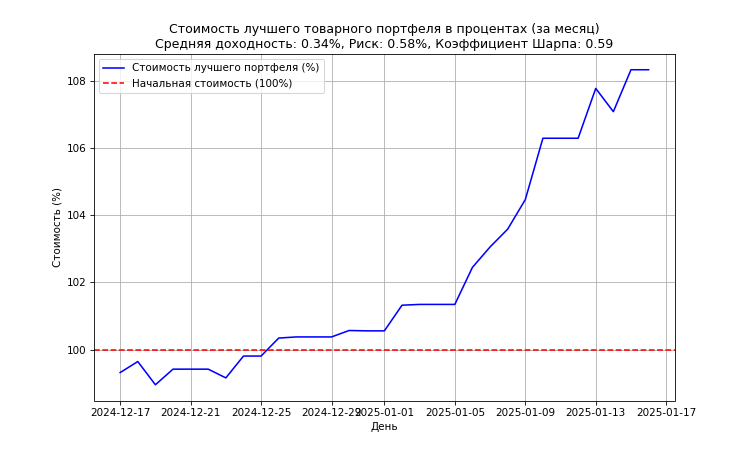 Стоимость лучшего товарного портфеля в процентах (за месяц)
Средняя доходность: 0.34%, Риск: 0.58%, Коэффициент Шарпа: 0.59
Стоимость лучшего портфеля (%)
Начальная стоимость (100%)
Стоимость (%)
108
106
104
102
100
2024-12-17 2024-12-21 2024-12-25 2024-12-29 2025-01-01 2025-01-05 2025-01-09 2025-01-13 2025-01-17
День